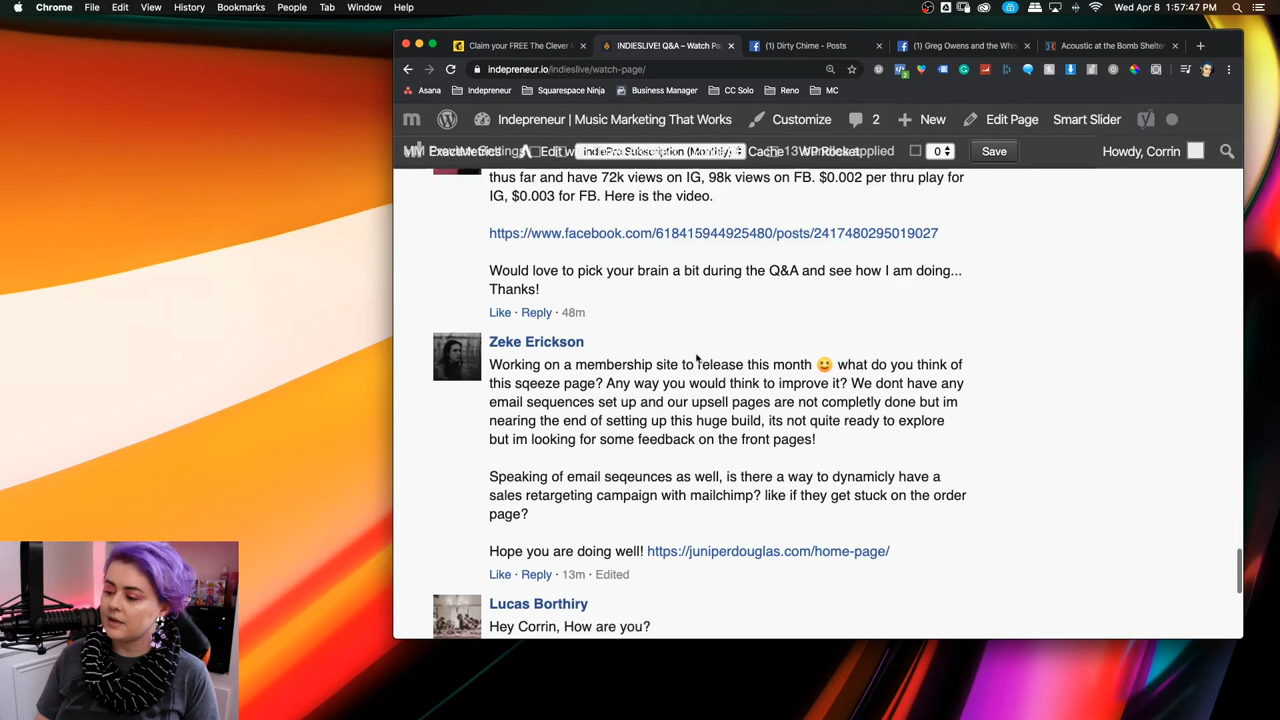 Chrome File Edit View History Bookmarks People Tab Window Help
Wed Apr 8 1:57:47 PM
Claim your FREE The Clever
INDIESLIVE! Q&A – Watch Pa
(1) Dirty Chime - Posts
(1) Greg Owens and the Whis
Acoustic at the Bomb Shelter
indepreneur.io/indieslive/watch-page/
Asana Indepreneur Squarespace Ninja Business Manager CC Solo Reno MC
Indepreneur | Music Marketing That Works Customize 2 New Edit Page Smart Slider
ExactMetrics Edit wi Cache WP Rocket applied 0 Save Howdy, Corrin
thus far and have 72k views on IG, 98k views on FB. $0.002 per thru play for
IG, $0.003 for FB. Here is the video.
https://www.facebook.com/618415944925480/posts/2417480295019027
Would love to pick your brain a bit during the Q&A and see how I am doing...
Thanks!
Like · Reply · 48m
Zeke Erickson
Working on a membership site to release this month 🙂 what do you think of
this sqeeze page? Any way you would think to improve it? We dont have any
email sequences set up and our upsell pages are not completly done but im
nearing the end of setting up this huge build, its not quite ready to explore
but im looking for some feedback on the front pages!
Speaking of email seqeunces as well, is there a way to dynamicly have a
sales retargeting campaign with mailchimp? like if they get stuck on the order
page?
Hope you are doing well! https://juniperdouglas.com/home-page/
Like · Reply · 13m · Edited
Lucas Borthiry
Hey Corrin, How are you?